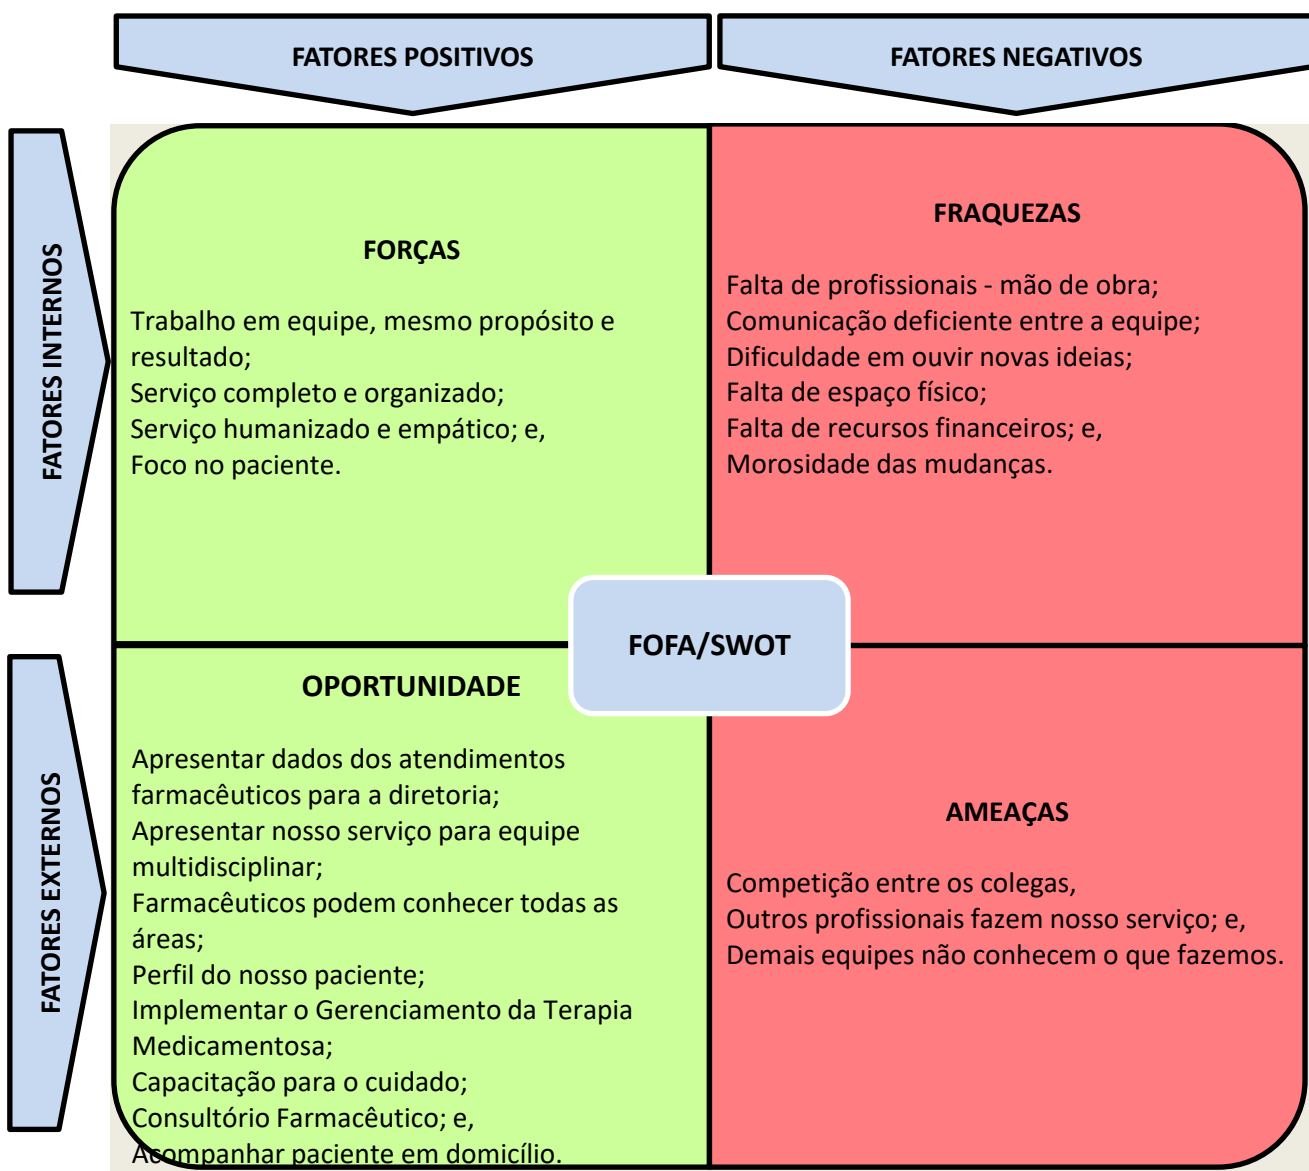 FATORES POSITIVOS
FATORES NEGATIVOS
FATORES INTERNOS
FORÇAS
Trabalho em equipe, mesmo propósito e
resultado;
Serviço completo e organizado;
Serviço humanizado e empático; e,
Foco no paciente.
FRAQUEZAS
Falta de profissionais - mão de obra;
Comunicação deficiente entre a equipe;
Dificuldade em ouvir novas ideias;
Falta de espaço físico;
Falta de recursos financeiros; e,
Morosidade das mudanças.
FOFA/SWOT
FATORES EXTERNOS
OPORTUNIDADE
Apresentar dados dos atendimentos
farmacêuticos para a diretoria;
Apresentar nosso serviço para equipe
multidisciplinar;
Farmacêuticos podem conhecer todas as
áreas;
Perfil do nosso paciente;
Implementar o Gerenciamento da Terapia
Medicamentosa;
Capacitação para o cuidado;
Consultório Farmacêutico; e,
Acompanhar paciente em domicílio.
AMEAÇAS
Competição entre os colegas,
Outros profissionais fazem nosso serviço; e,
Demais equipes não conhecem o que fazemos.